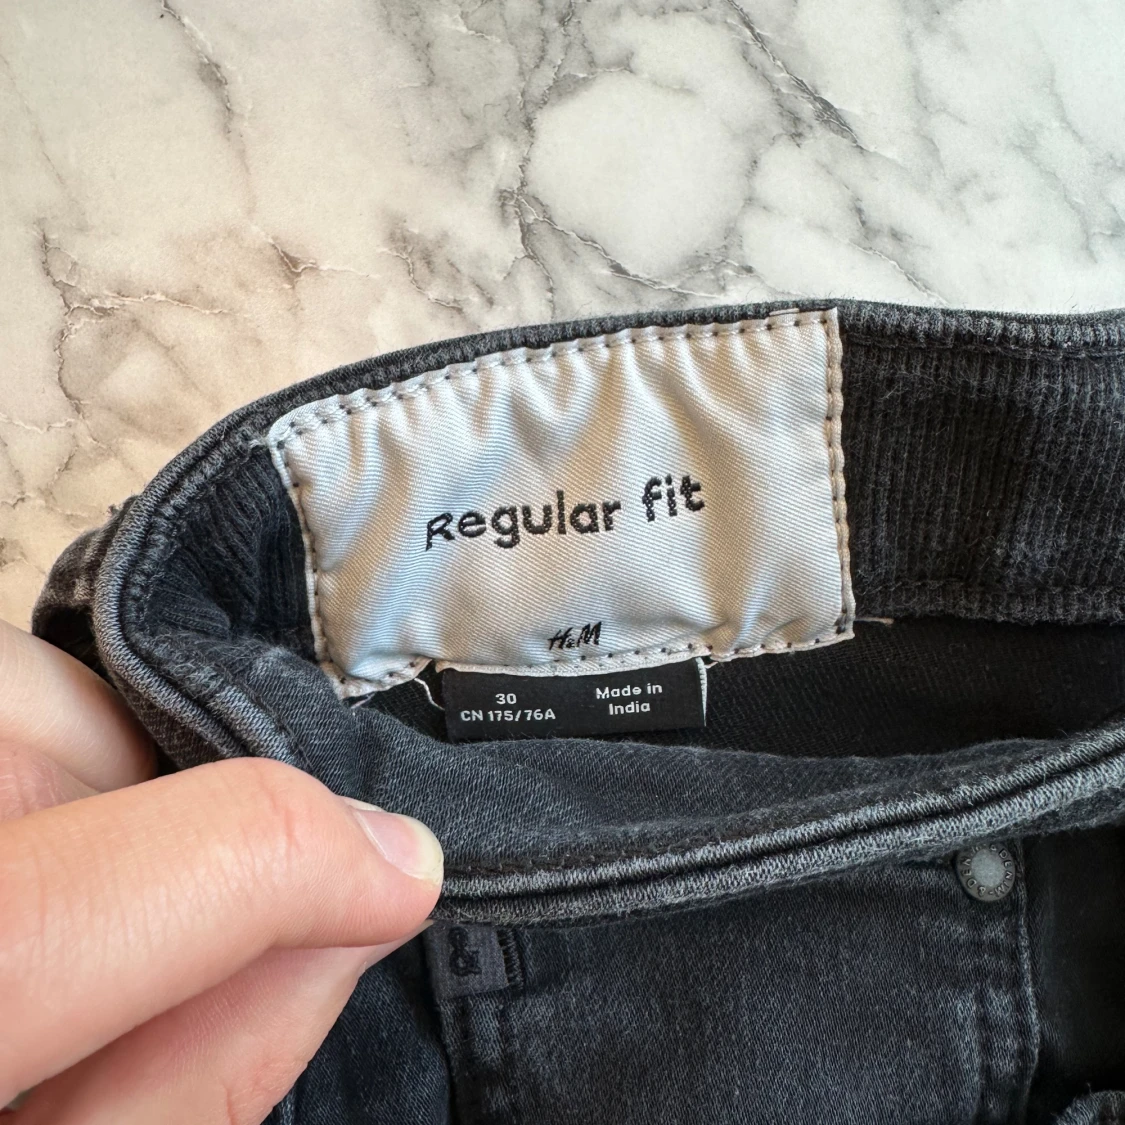 Regular fit
H&M
30
CN 175/76A
Made in
India
&